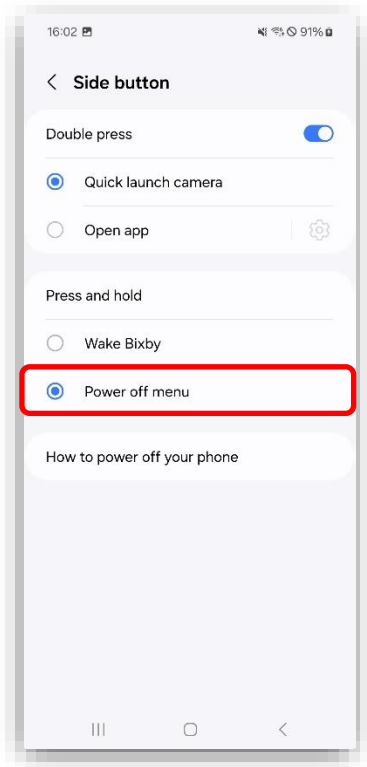 16:02 91%
Side button
Double press
Quick launch camera
Open app
Press and hold
Wake Bixby
Power off menu
How to power off your phone